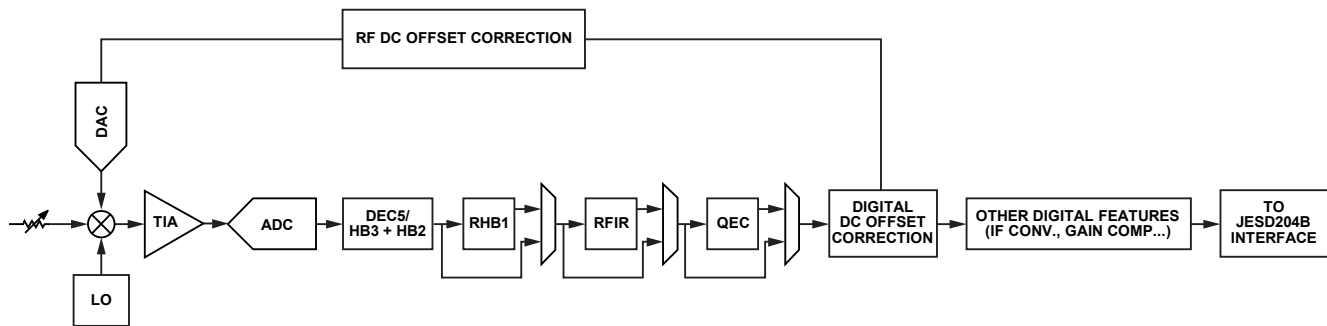 RF DC OFFSET CORRECTION
DAC
TIA
ADC
DEC5/
HB3 + HB2
RHB1
RFIR
QEC
DIGITAL
DC OFFSET
CORRECTION
OTHER DIGITAL FEATURES
(IF CONV., GAIN COMP...)
TO
JESD204B
INTERFACE
LO